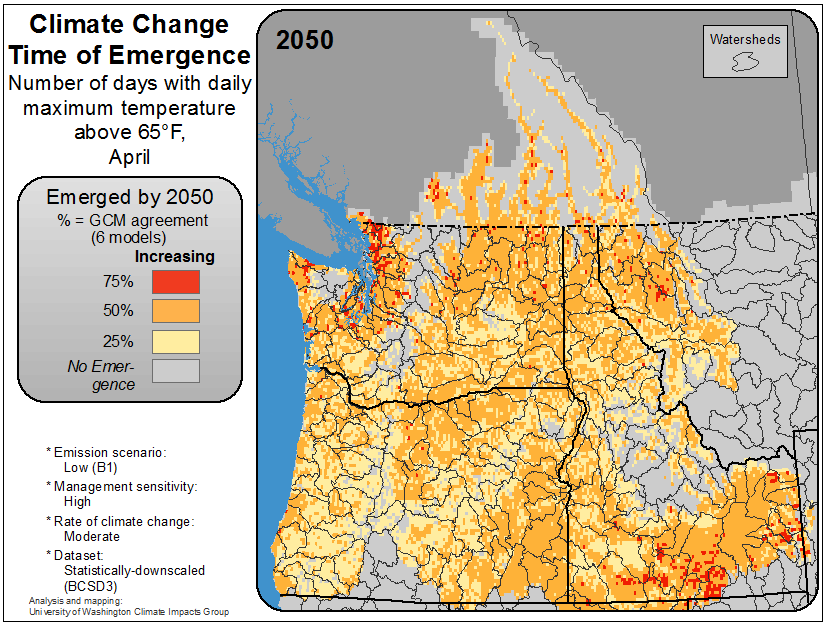 Climate Change
Time of Emergence
Number of days with daily
maximum temperature
above 65°F,
April
Emerged by 2050
% = GCM agreement
(6 models)
Increasing
75%
50%
25%
No Emer-
gence
* Emission scenario:
Low (B1)
* Management sensitivity:
High
* Rate of climate change:
Moderate
* Dataset:
Statistically-downscaled
(BCSD3)
Analysis and mapping:
University of Washington Climate Impacts Group
2050
Watersheds